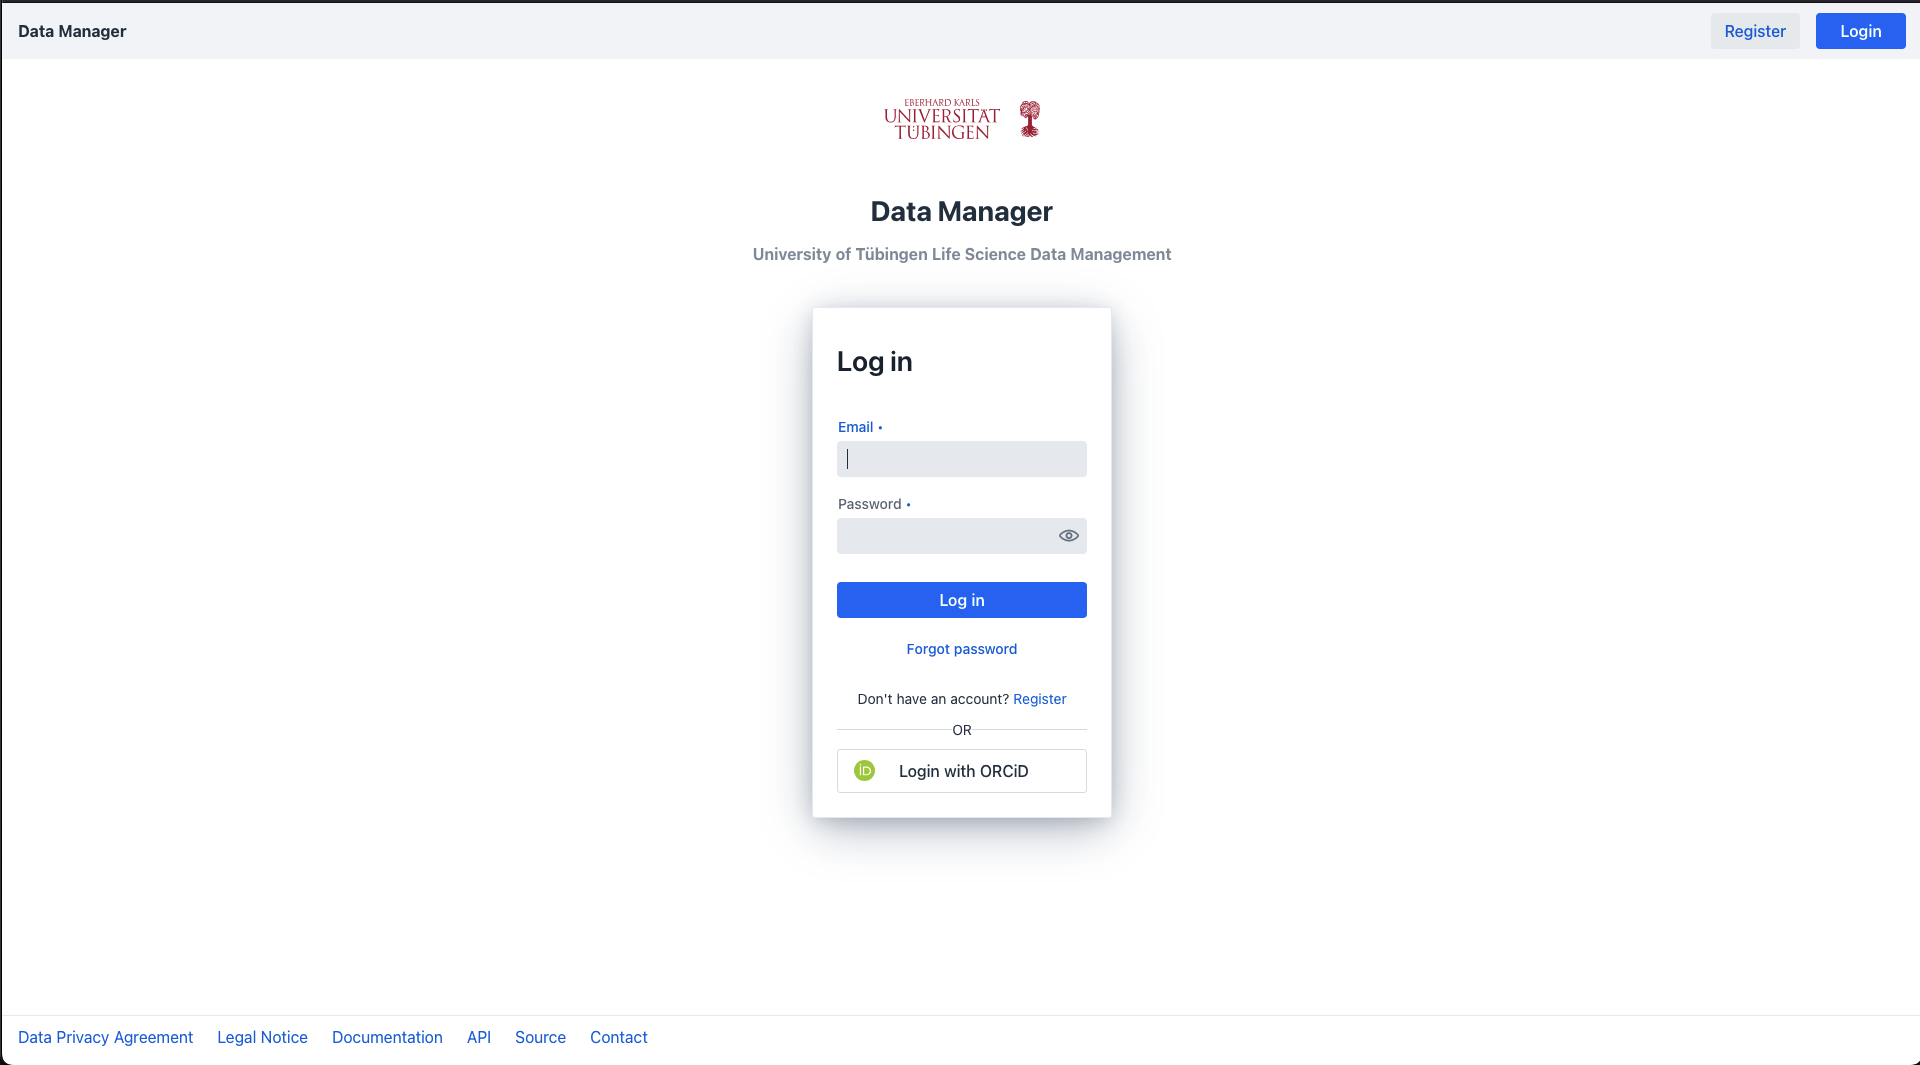 Data Manager
Register
Login
EBERHARD KARLS
UNIVERSITÄT
TÜBINGEN
Data Manager
University of Tübingen Life Science Data Management
Log in
Email •
Password •
Log in
Forgot password
Don't have an account? Register
OR
iD Login with ORCiD
Data Privacy Agreement Legal Notice Documentation API Source Contact